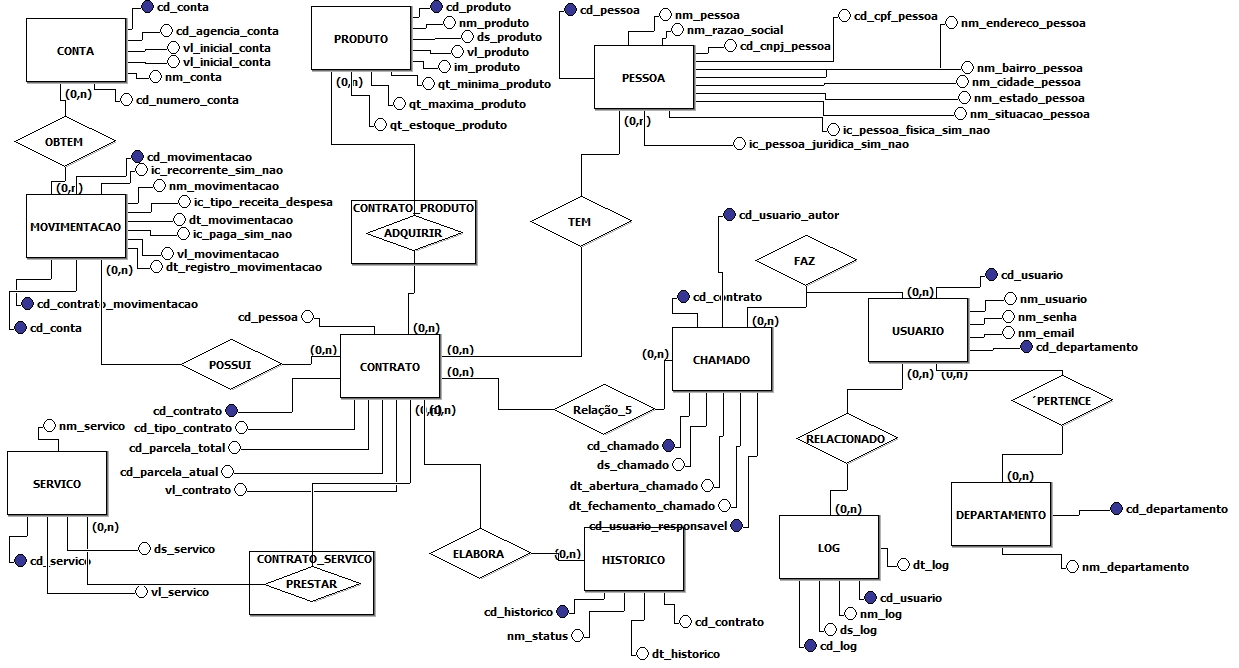 CONTA
cd_conta
cd_agencia_conta
vl_inicial_conta
vl_inicial_conta
nm_conta
cd_numero_conta
(0,n)
OBTEM
(0,n)
MOVIMENTACAO
cd_movimentacao
ic_recorrente_sim_nao
nm_movimentacao
ic_tipo_receita_despesa
dt_movimentacao
ic_paga_sim_nao
vl_movimentacao
dt_registro_movimentacao
(0,n)
cd_contrato_movimentacao
cd_conta
PRODUTO
cd_produto
nm_produto
ds_produto
vl_produto
im_produto
qt_minima_produto
qt_maxima_produto
qt_estoque_produto
(0,n)
CONTRATO_PRODUTO
ADQUIRIR
PESSOA
cd_pessoa
nm_pessoa
nm_razao_social
cd_cnpj_pessoa
cd_cpf_pessoa
nm_endereco_pessoa
nm_bairro_pessoa
nm_cidade_pessoa
nm_estado_pessoa
nm_situacao_pessoa
ic_pessoa_fisica_sim_nao
ic_pessoa_juridica_sim_nao
(0,n)
TEM
cd_usuario_autor
FAZ
cd_contrato
(0,n)
(0,n)
CHAMADO
cd_chamado
ds_chamado
dt_abertura_chamado
dt_fechamento_chamado
cd_usuario_responsavel
USUARIO
(0,n)
cd_usuario
nm_usuario
nm_senha
nm_email
cd_departamento
(0,n)
(0,n)
´PERTENCE
RELACIONADO
cd_pessoa
(0,n)
POSSUI
(0,n)
CONTRATO
(0,n)
(0,n)
Relação_5
cd_contrato
cd_tipo_contrato
cd_parcela_total
cd_parcela_atual
vl_contrato
nm_servico
SERVICO
(0,n)
cd_servico
ds_servico
vl_servico
CONTRATO_SERVICO
PRESTAR
ELABORA
(0,n)
HISTORICO
cd_historico
nm_status
dt_historico
cd_contrato
(0,n)
LOG
dt_log
cd_usuario
nm_log
ds_log
cd_log
(0,n)
DEPARTAMENTO
cd_departamento
nm_departamento